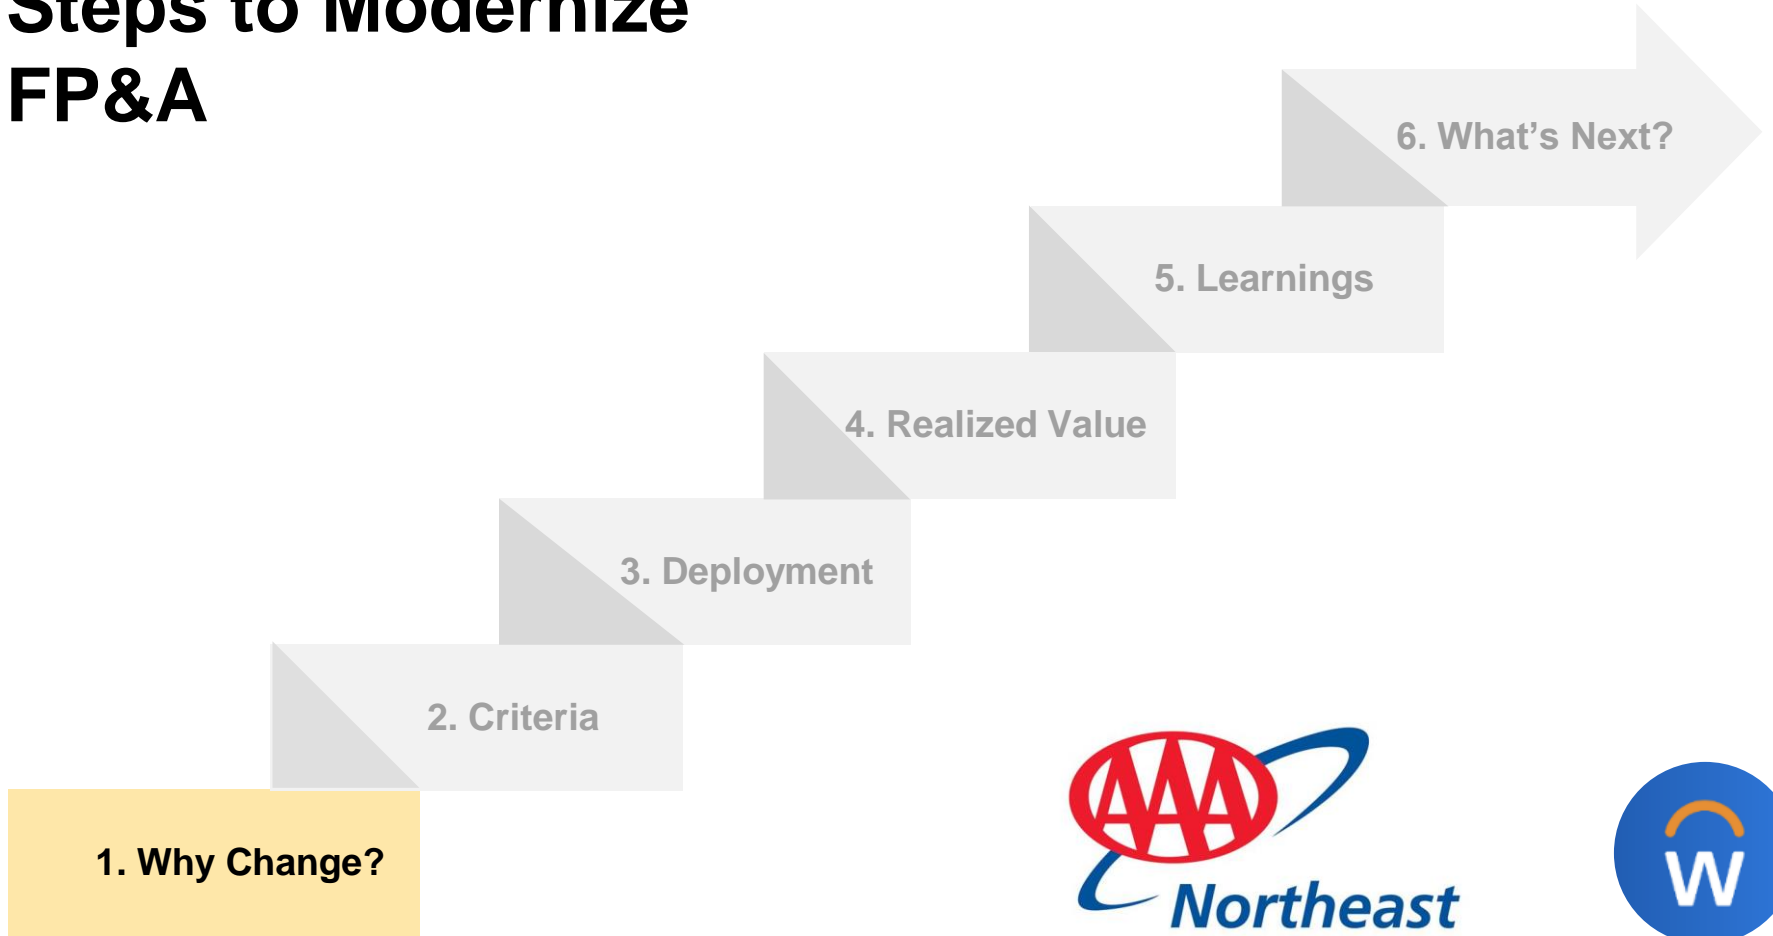 Steps to Modernize
FP&A
6. What’s Next?
5. Learnings
4. Realized Value
3. Deployment
2. Criteria
1. Why Change?
AAA
Northeast
W